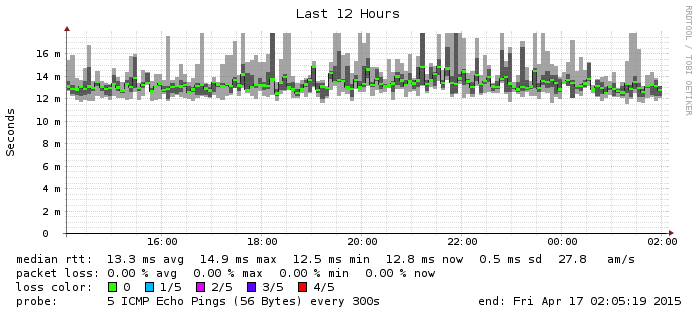 Last 12 Hours
RRDTOOL / TOBI OETIKER
Seconds
16 m
14 m
12 m
10 m
8 m
6 m
4 m
2 m
0
16:00 18:00 20:00 22:00 00:00 02:00
median rtt: 13.3 ms avg 14.9 ms max 12.5 ms min 12.8 ms now 0.5 ms sd 27.8 am/s
packet loss: 0.00 % avg 0.00 % max 0.00 % min 0.00 % now
loss color: 0 1/5 2/5 3/5 4/5
probe: 5 ICMP Echo Pings (56 Bytes) every 300s end: Fri Apr 17 02:05:19 2015